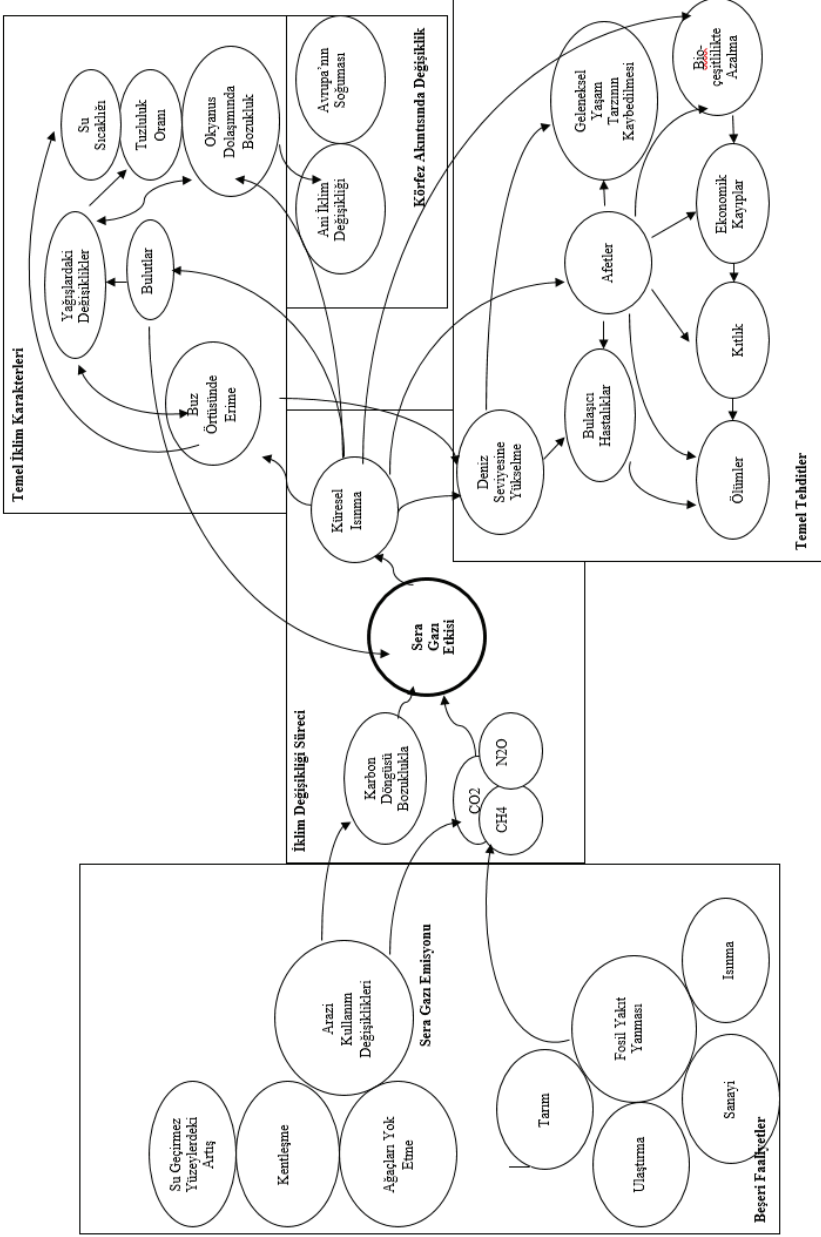 Temel İklim Karakterleri
Su
Sıcaklığı
Tuzluluk
Oranı
Okyanus
Dolaşımında
Bozukluk
Yağışlardaki
Değişiklikler
Bulutlar
Buz
Örtüsünde
Erime
Avrupa'nın
Soğuması
Ani İklim
Değişikliği
Körfez Akıntısında Değişiklik
Geleneksel
Yaşam
Tarzının
Kaybedilmesi
Bio-
çeşitlilikte
Azalma
Afetler
Ekonomik
Kayıplar
Bulaşıcı
Hastalıklar
Kıtlık
Deniz
Seviyesine
Yükselme
Ölümler
Temel Tehditler
Küresel
Isınma
Sera
Gazı
Etkisi
İklim Değişikliği Süreci
Karbon
Döngüsü
Bozuklukla
CO2
N2O
CH4
Arazi
Kullanım
Değişiklikleri
Sera Gazı Emisyonu
Su Geçirmez
Yüzeylerdeki
Artış
Kentleşme
Ağaçları Yok
Etme
Tarım
Fosil Yakıt
Yanması
Isınma
Ulaştırma
Sanayi
Beşeri Faaliyetler